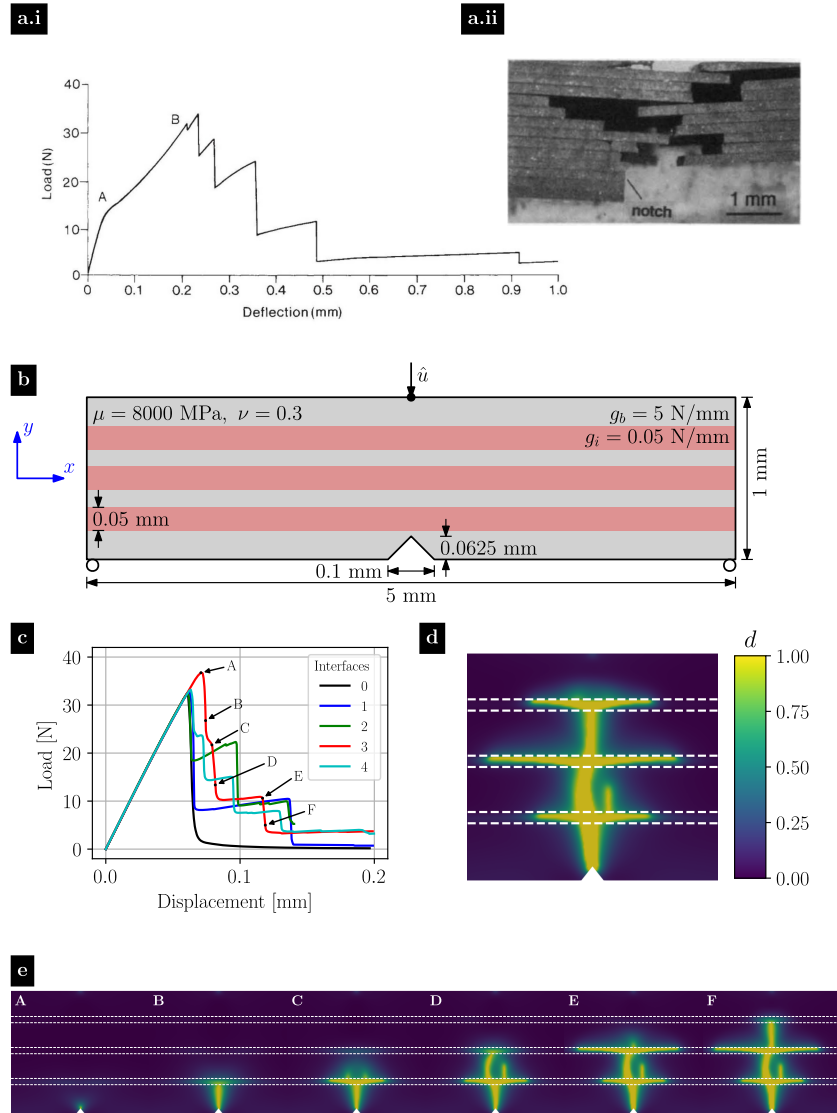 a.i
a.ii
40
30
20
10
0
Load (N)
A
B
0 0.1 0.2 0.3 0.4 0.5 0.6 0.7 0.8 0.9 1.0
Deflection (mm)
notch
1 mm
b
û
μ = 8000 MPa, ν = 0.3
g_b = 5 N/mm
g_i = 0.05 N/mm
y
x
0.05 mm
0.0625 mm
0.1 mm
5 mm
1 mm
c
40
30
20
10
0
Load [N]
A
B
C
D
E
F
Interfaces
0
1
2
3
4
0.0 0.1 0.2
Displacement [mm]
d
d
1.00
0.75
0.50
0.25
0.00
e
A B C D E F